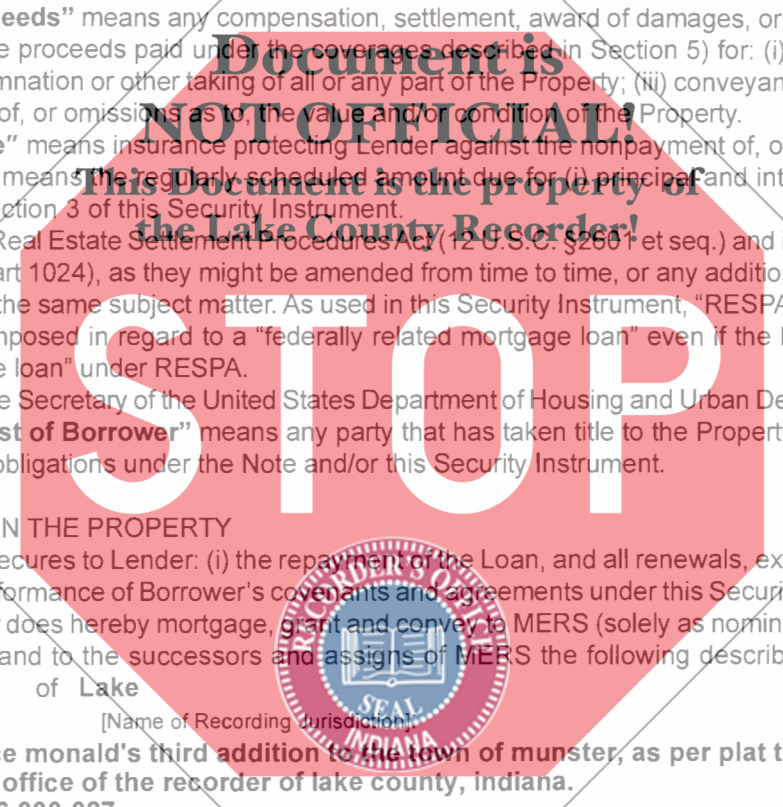 eeds” means any compensation, settlement, award of damages, or
e proceeds paid under the coverages described in Section 5) for: (i)
Document is
mnation or other taking of all or any part of the Property; (iii) conveyan
of, or omissions as to, the value and/or condition of the Property.
NOT OFFICIAL!
e” means insurance protecting Lender against the nonpayment of, o
means the regularly scheduled amount due for (i) principal and int
This Document is the property of
ction 3 of this Security Instrument.
the Lake County Recorder!
Real Estate Settlement Procedures Act (12 U.S.C. §2601 et seq.) and i
art 1024), as they might be amended from time to time, or any additio
the same subject matter. As used in this Security Instrument, “RESPA
mposed in regard to a “federally related mortgage loan” even if the
e loan” under RESPA.
STOP
e Secretary of the United States Department of Housing and Urban De
st of Borrower” means any party that has taken title to the Property
obligations under the Note and/or this Security Instrument.
N THE PROPERTY
ecures to Lender: (i) the repayment of the Loan, and all renewals, ex
formance of Borrower’s covenants and agreements under this Securi
does hereby mortgage, grant and convey to MERS (solely as nomin
and to the successors and assigns of MERS the following describ
of Lake
[Name of Recording Jurisdiction]:
RECORDER'S OFFICE
SEAL
INDIANA
ce monald's third addition to the town of munster, as per plat t
office of the recorder of lake county, indiana.